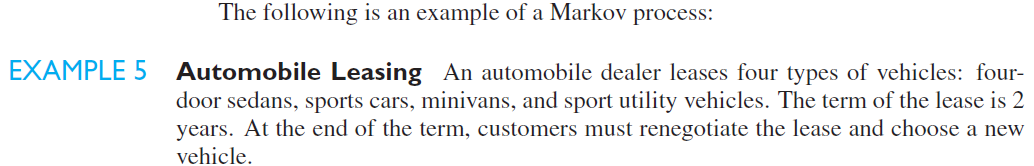 The following is an example of a Markov process:
EXAMPLE 5 Automobile Leasing An automobile dealer leases four types of vehicles: four-
door sedans, sports cars, minivans, and sport utility vehicles. The term of the lease is 2
years. At the end of the term, customers must renegotiate the lease and choose a new
vehicle.